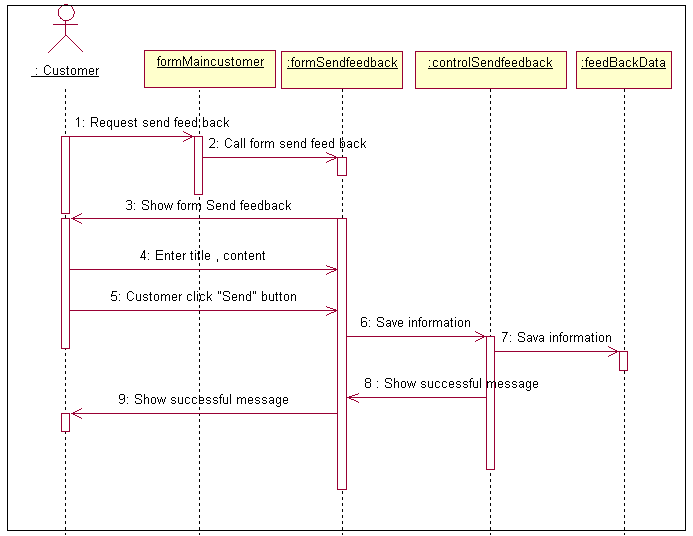 : Customer
formMaincustomer
:formSendfeedback
:controlSendfeedback
:feedBackData
1: Request send feed back
2: Call form send feed back
3: Show form Send feedback
4: Enter title , content
5: Customer click "Send" button
6: Save information
7: Sava information
8 : Show successful message
9: Show successful message